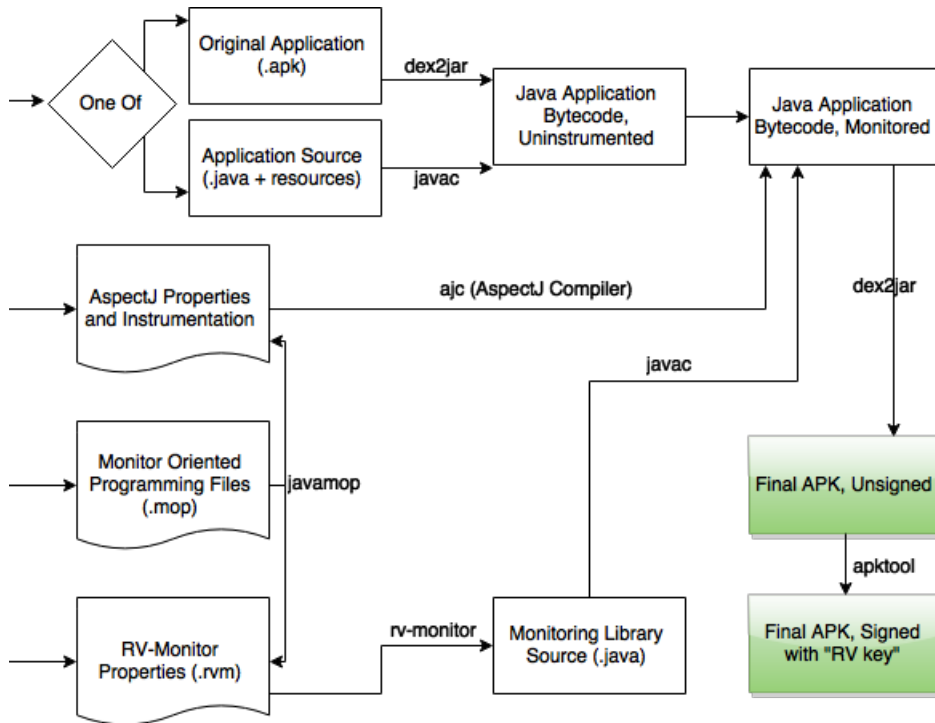 One Of
Original Application
(.apk)
dex2jar
Application Source
(.java + resources)
javac
Java Application
Bytecode,
Uninstrumented
Java Application
Bytecode, Monitored
AspectJ Properties
and Instrumentation
ajc (AspectJ Compiler)
dex2jar
javac
Monitor Oriented
Programming Files
(.mop)
javamop
Final APK, Unsigned
apktool
RV-Monitor
Properties (.rvm)
rv-monitor
Monitoring Library
Source (.java)
Final APK, Signed
with "RV key"